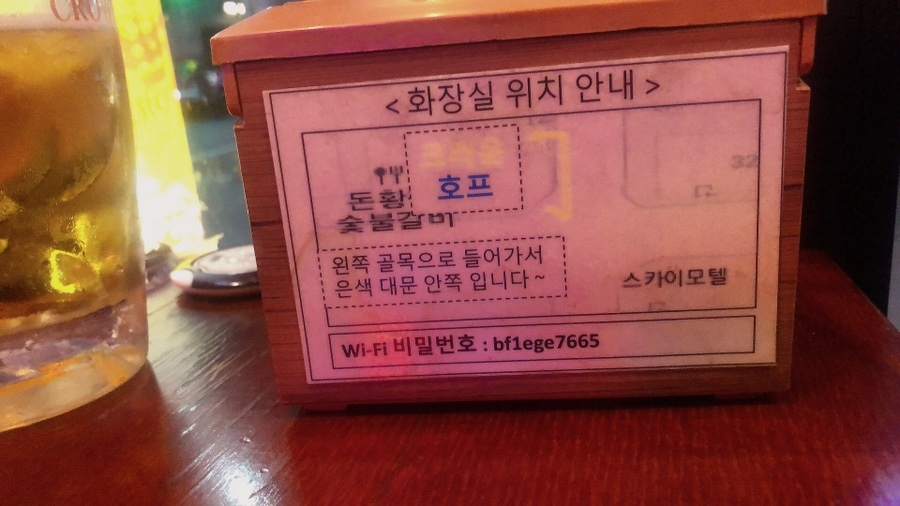 CRO
< 화장실 위치 안내 >
호프
돈황
숯불갈비
32
왼쪽 골목으로 들어가서
은색 대문 안쪽 입니다 ~
스카이모텔
Wi-Fi 비밀번호 : bf1ege7665